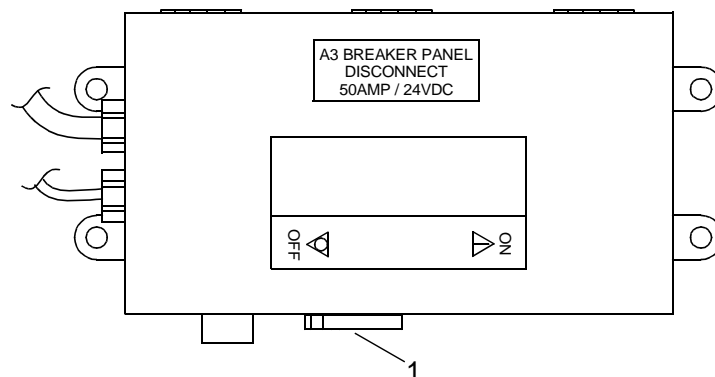 A3 BREAKER PANEL
DISCONNECT
50AMP / 24VDC
OFF
ON
1